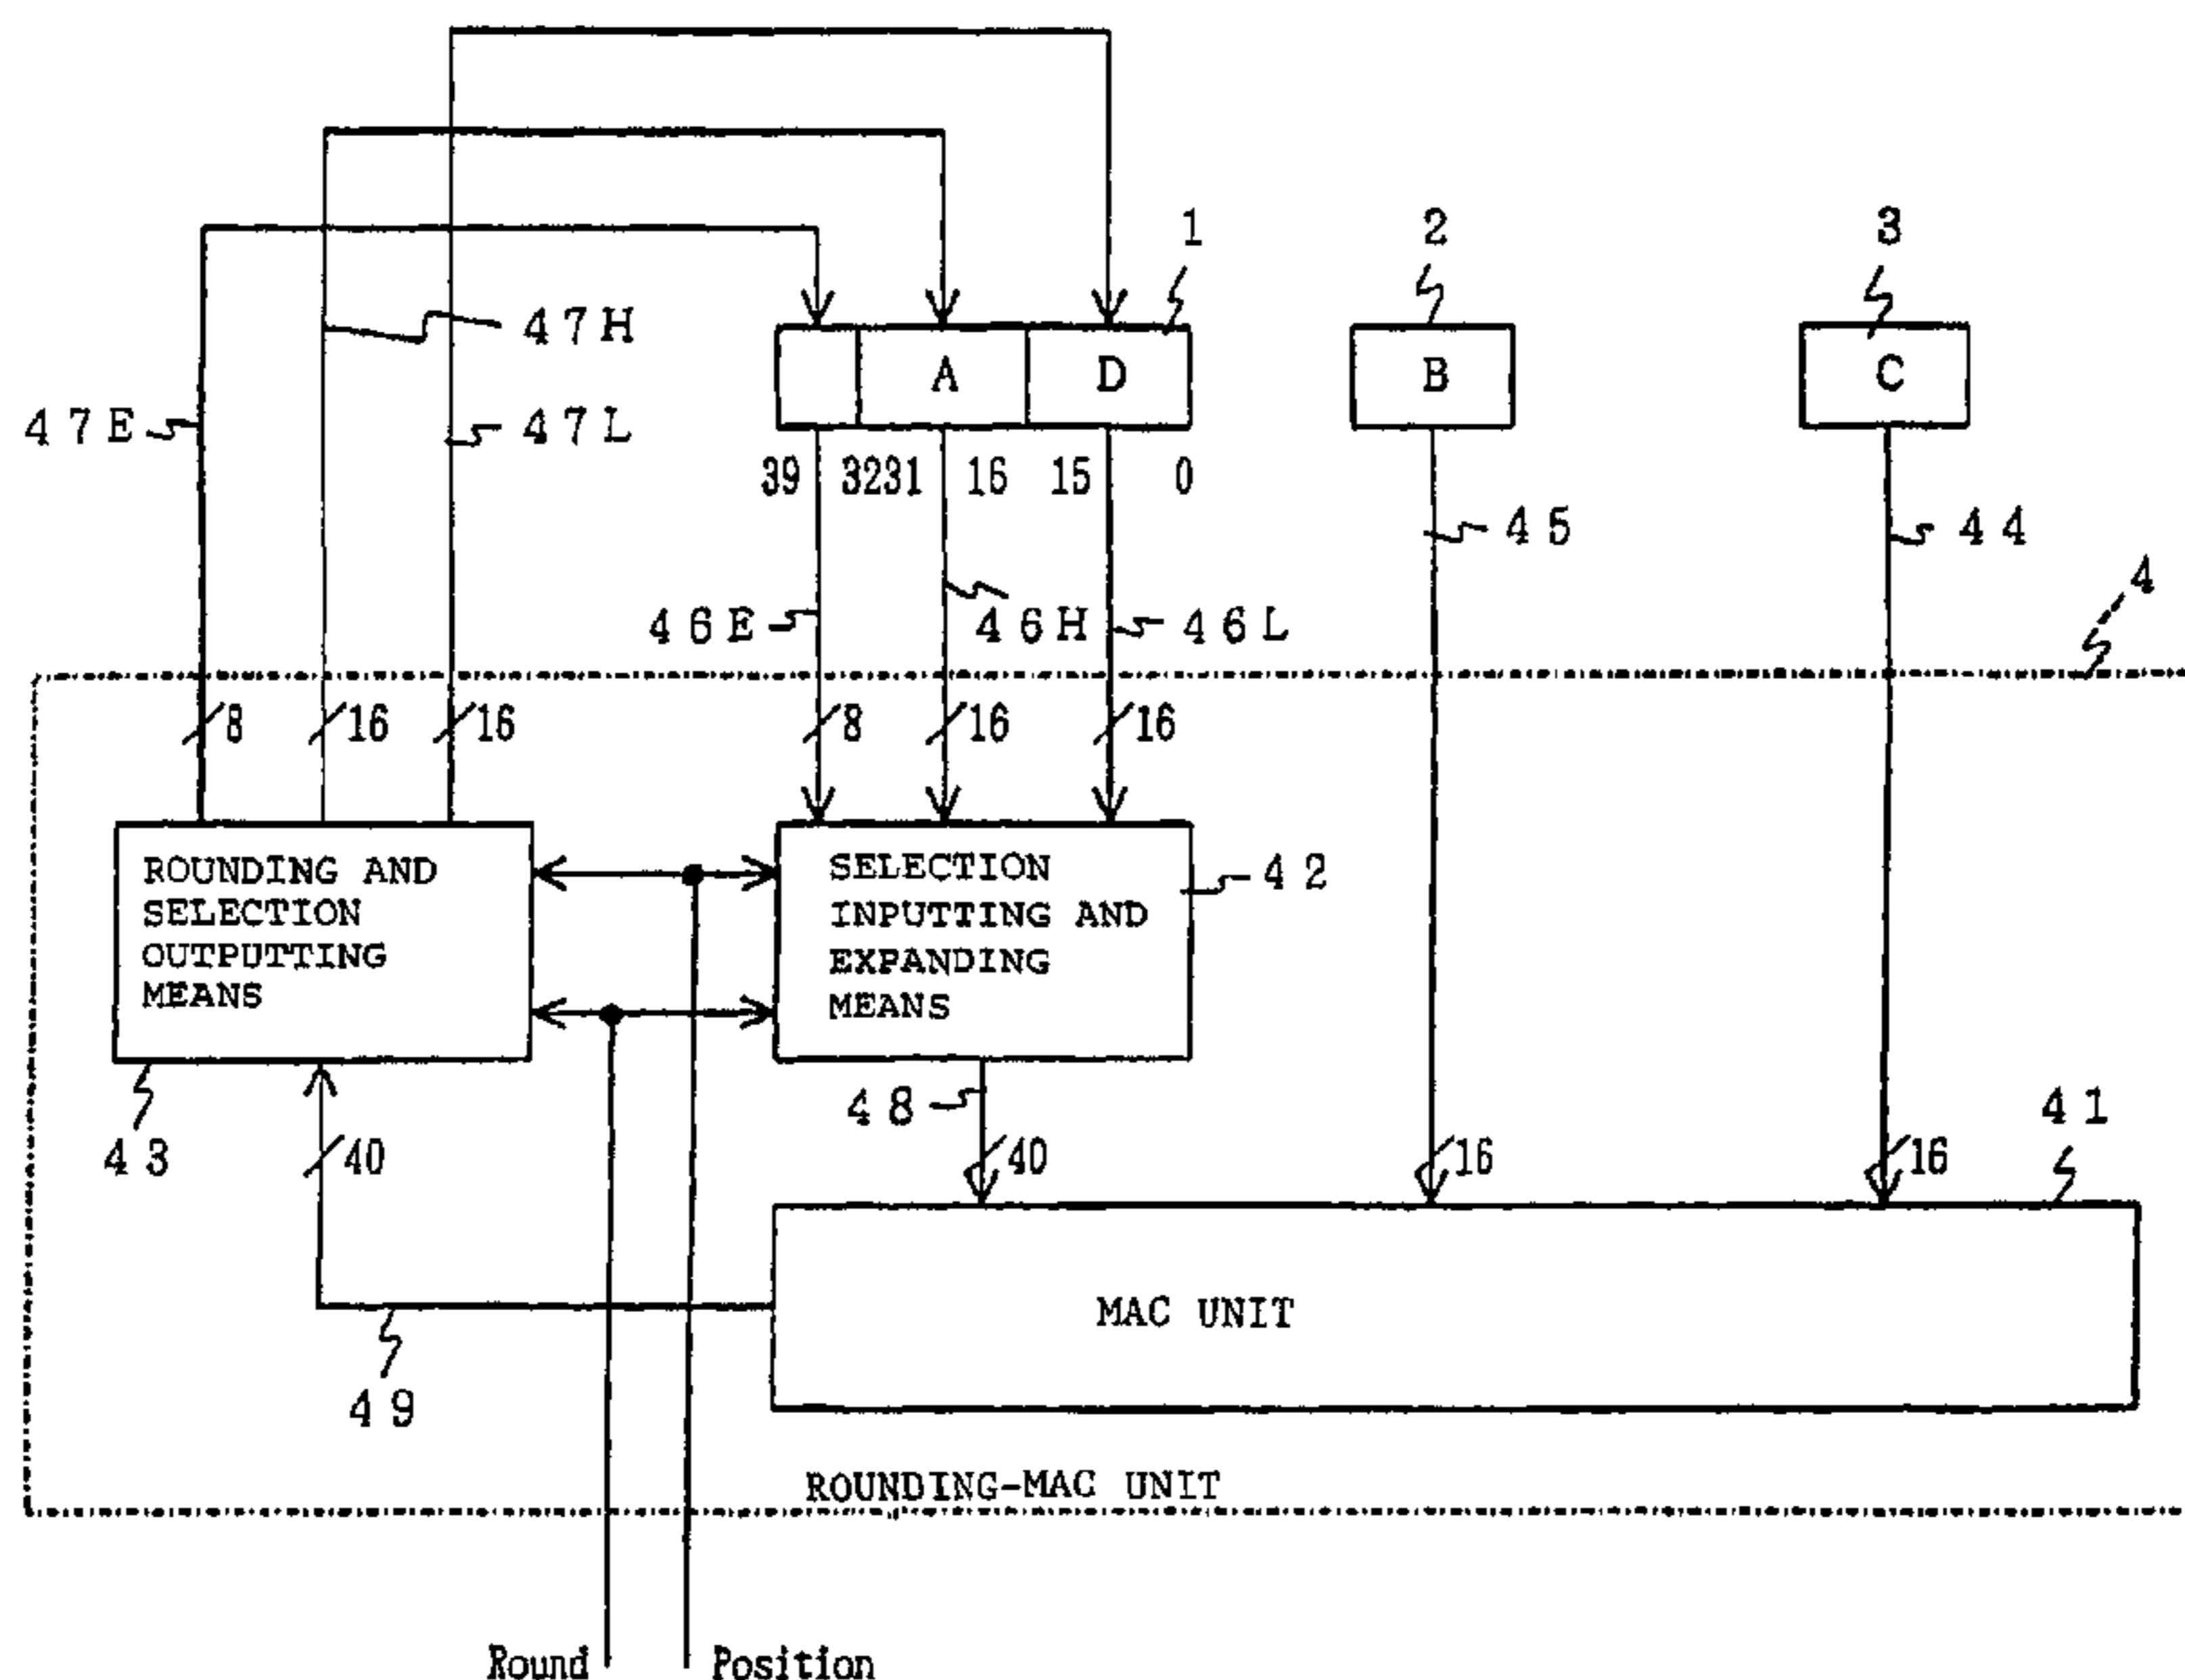 1
2
3
47H
A
D
B
C
47E
47L
39
3231
16
15
0
45
44
4
46E
46H
46L
8
16
16
8
16
16
ROUNDING AND
SELECTION
OUTPUTTING
MEANS
SELECTION
INPUTTING AND
EXPANDING
MEANS
42
48
41
43
40
40
16
16
MAC UNIT
49
ROUNDING-MAC UNIT
Round
Position